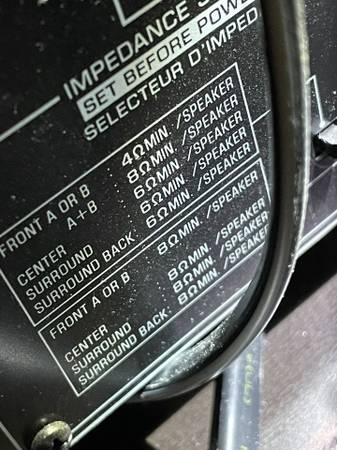 IMPEDANCE S
SET BEFORE POWE
SELECTEUR D'IMPED
FRONT A OR B 4ΩMIN. /SPEAKER
A+B 8ΩMIN. /SPEAKER
CENTER 6ΩMIN. /SPEAKER
SURROUND 6ΩMIN. /SPEAKER
SURROUND BACK 6ΩMIN. /SPEAKER
FRONT A OR B 8ΩMIN. /SPEAKER
CENTER 8ΩMIN. /SPEAKER
SURROUND 8ΩMIN. /SPEAKER
SURROUND BACK 8ΩMIN. /SPEAKER